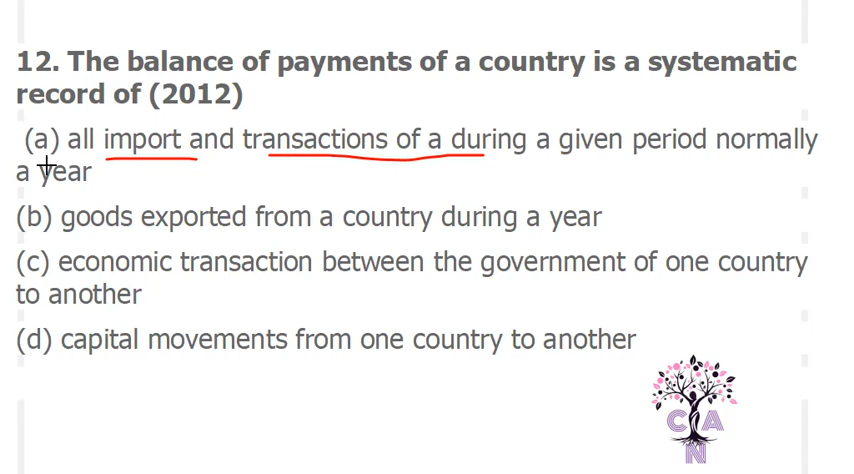 12. The balance of payments of a country is a systematic
record of (2012)
(a) all import and transactions of a during a given period normally
a year
(b) goods exported from a country during a year
(c) economic transaction between the government of one country
to another
(d) capital movements from one country to another
C A
N